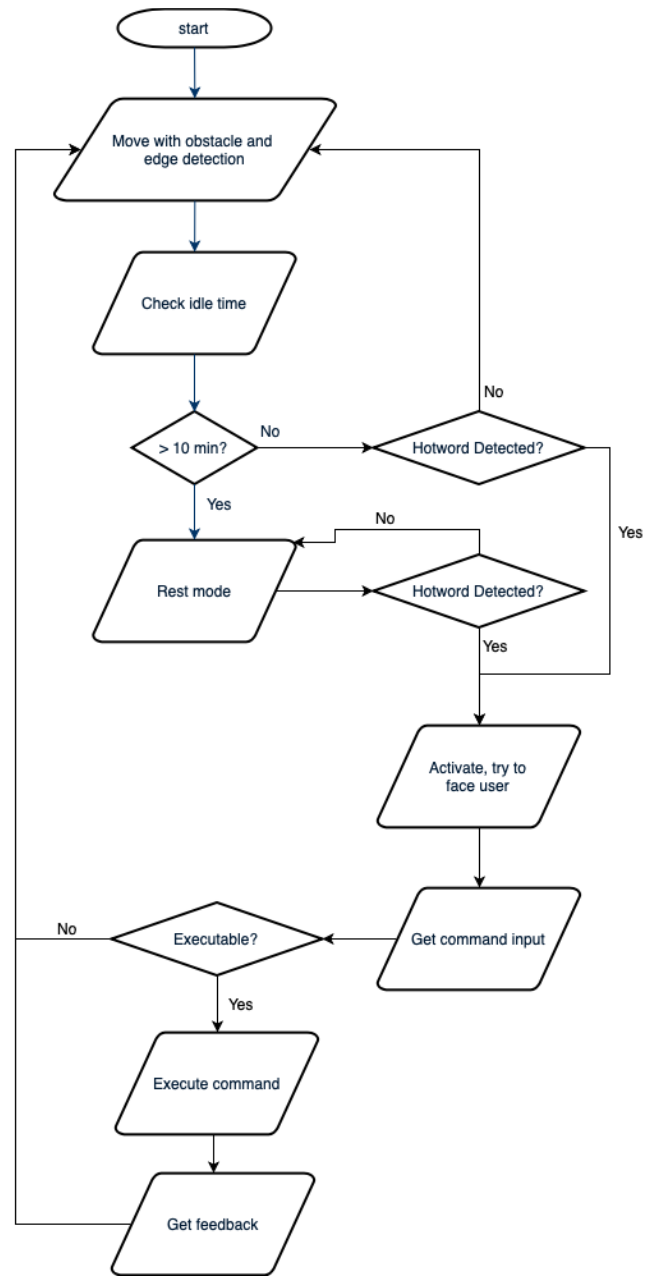 start
Move with obstacle and
edge detection
Check idle time
No
> 10 min?
No
Hotword Detected?
Yes
Yes
No
Rest mode
Hotword Detected?
Yes
Activate, try to
face user
No
Executable?
Get command input
Yes
Execute command
Get feedback